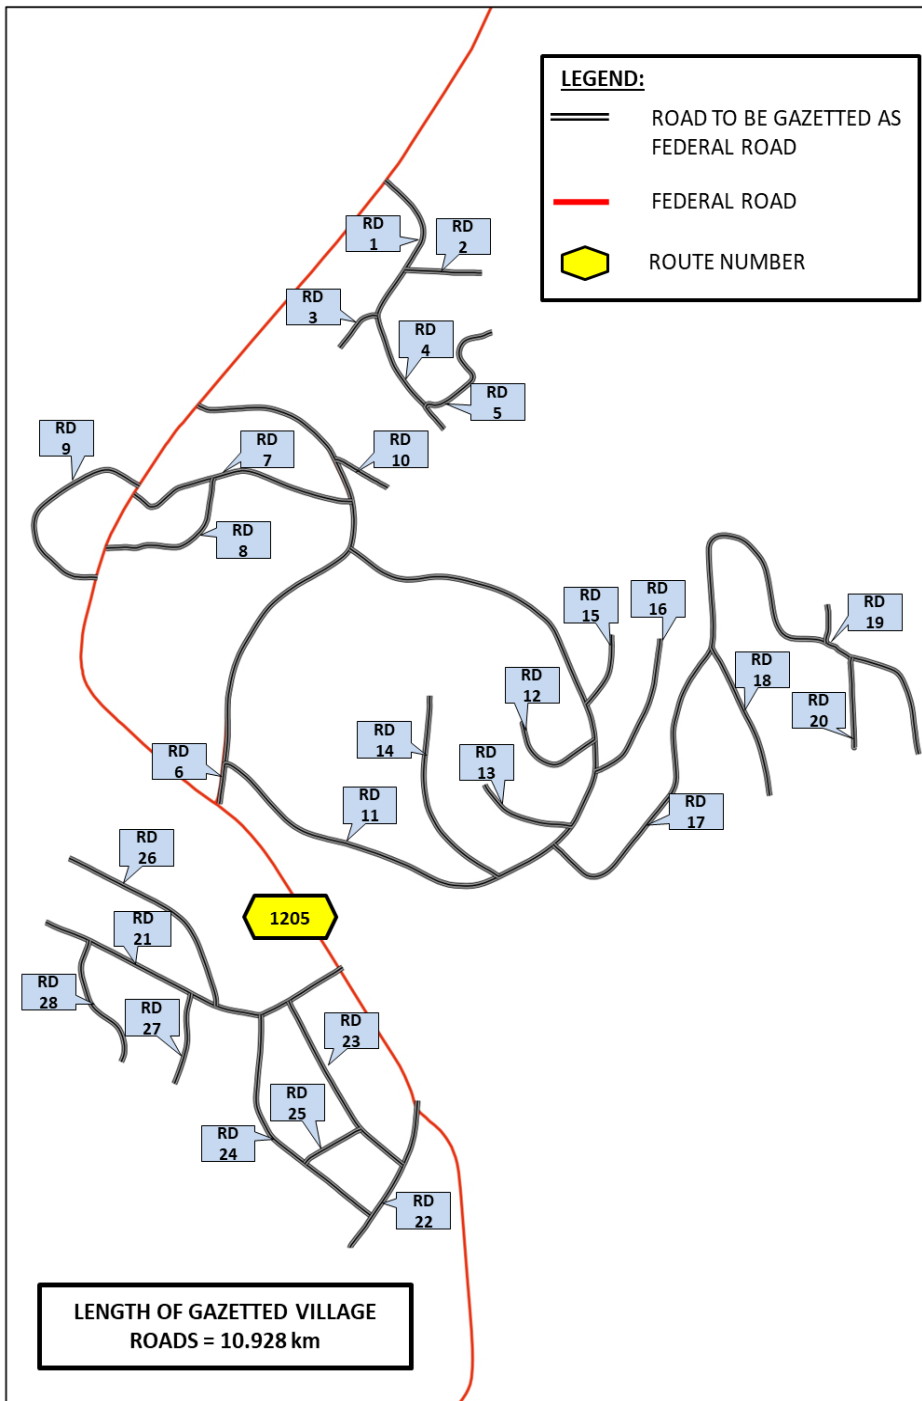 LEGEND:
ROAD TO BE GAZETTED AS
FEDERAL ROAD
FEDERAL ROAD
ROUTE NUMBER
RD
1
RD
2
RD
3
RD
4
RD
5
RD
9
RD
7
RD
10
RD
8
RD
15
RD
16
RD
19
RD
12
RD
18
RD
20
RD
14
RD
13
RD
6
RD
11
RD
17
RD
26
1205
RD
21
RD
28
RD
27
RD
23
RD
25
RD
24
RD
22
LENGTH OF GAZETTED VILLAGE
ROADS = 10.928 km